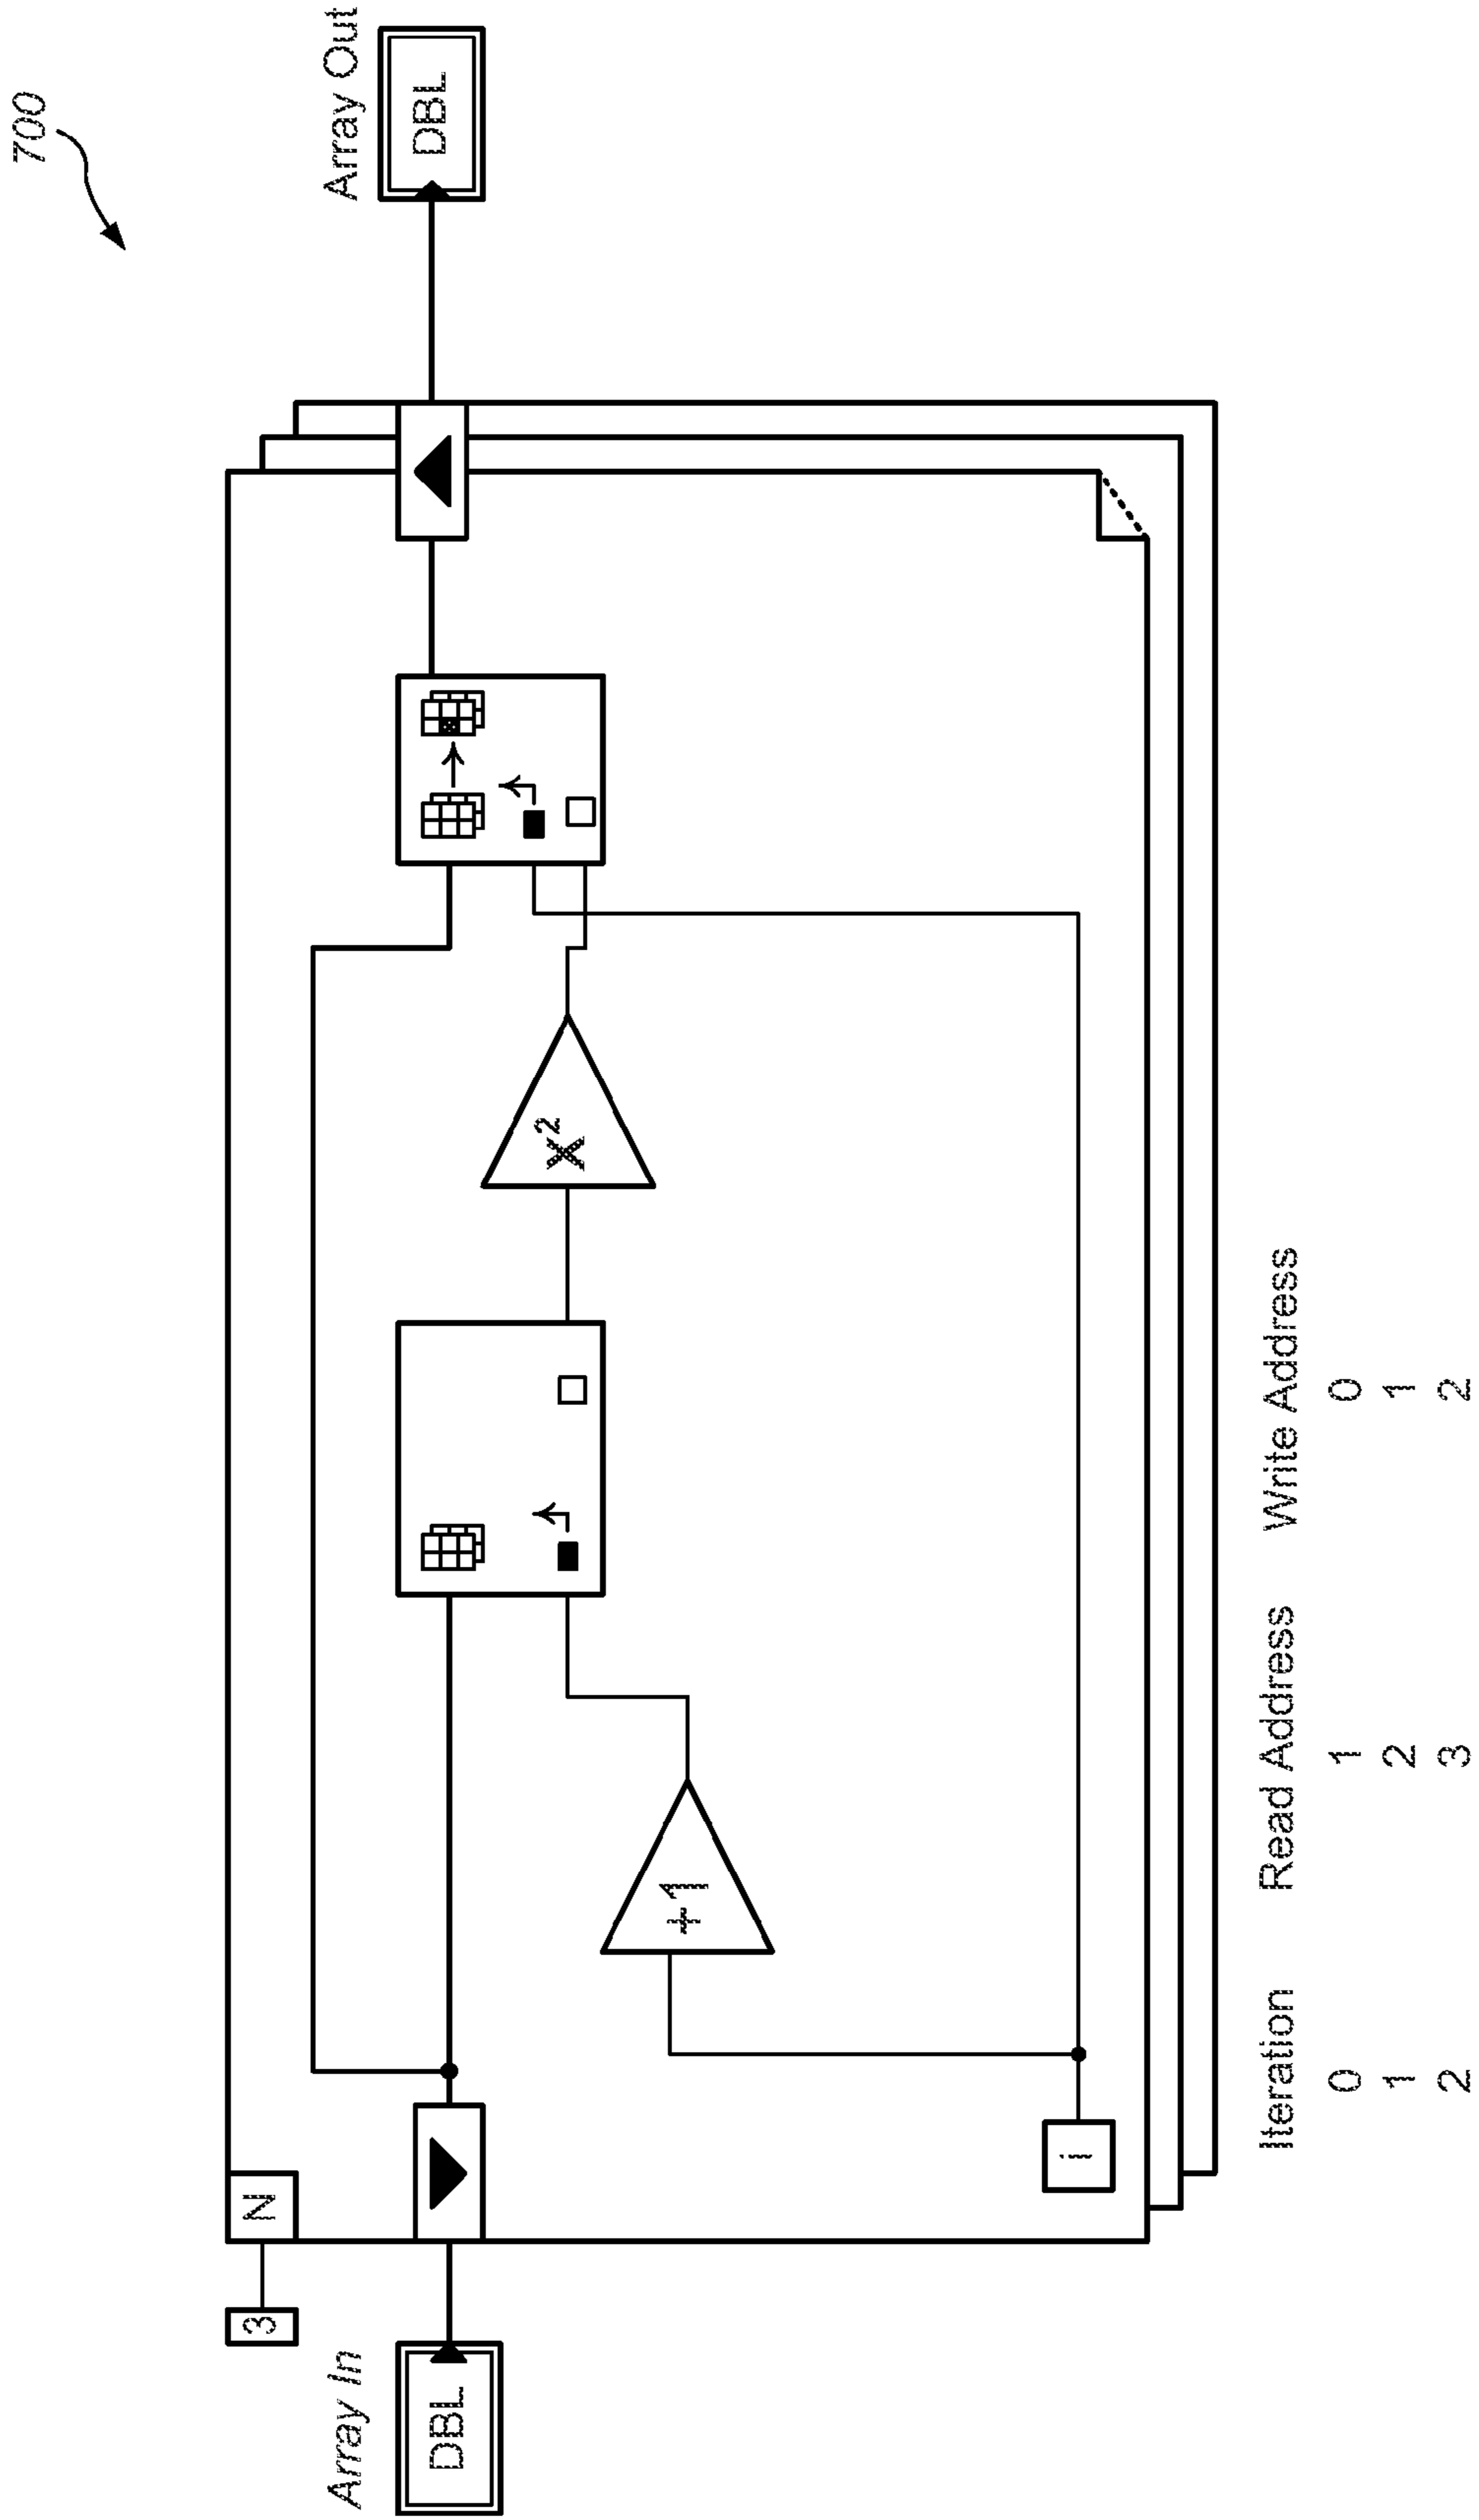 700
Array In
DBL
3
N
i
+1
x²
Array Out
DBL
Iteration Read Address Write Address
0 1 0
1 2 1
2 3 2